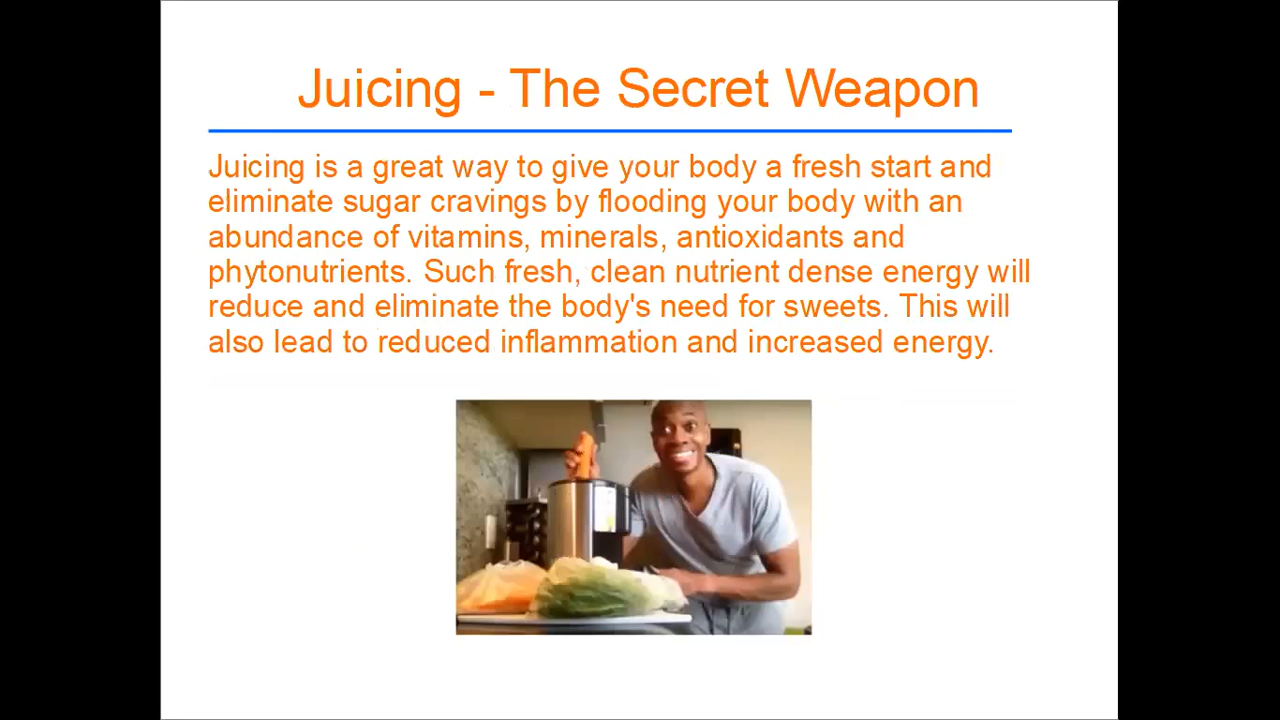 Juicing - The Secret Weapon
Juicing is a great way to give your body a fresh start and
eliminate sugar cravings by flooding your body with an
abundance of vitamins, minerals, antioxidants and
phytonutrients. Such fresh, clean nutrient dense energy will
reduce and eliminate the body's need for sweets. This will
also lead to reduced inflammation and increased energy.